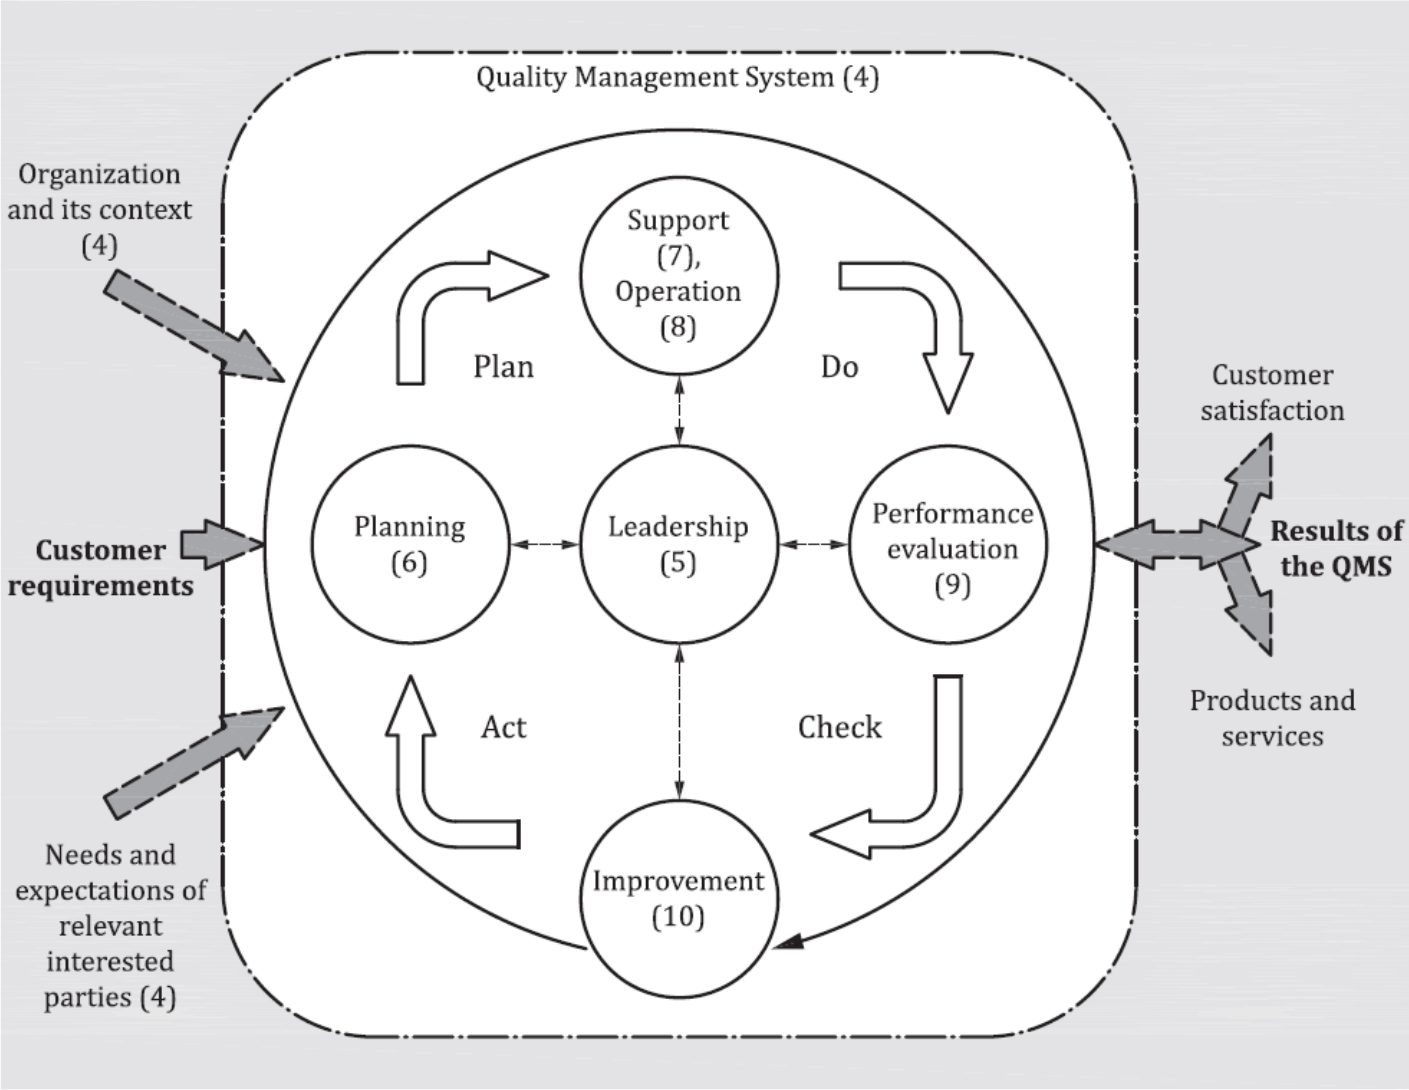 Quality Management System (4)
Organization
and its context
(4)
Support
(7),
Operation
(8)
Plan
Do
Customer
satisfaction
Planning
(6)
Leadership
(5)
Performance
evaluation
(9)
Customer
requirements
Results of
the QMS
Act
Check
Products and
services
Needs and
expectations of
relevant
interested
parties (4)
Improvement
(10)